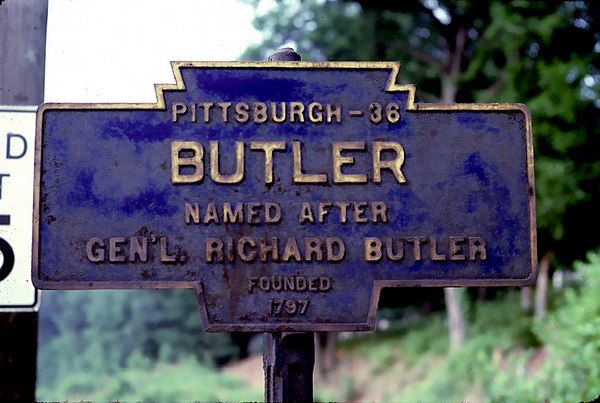 PITTSBURGH - 36
BUTLER
NAMED AFTER
GEN'L. RICHARD BUTLER
FOUNDED
1797
D
T